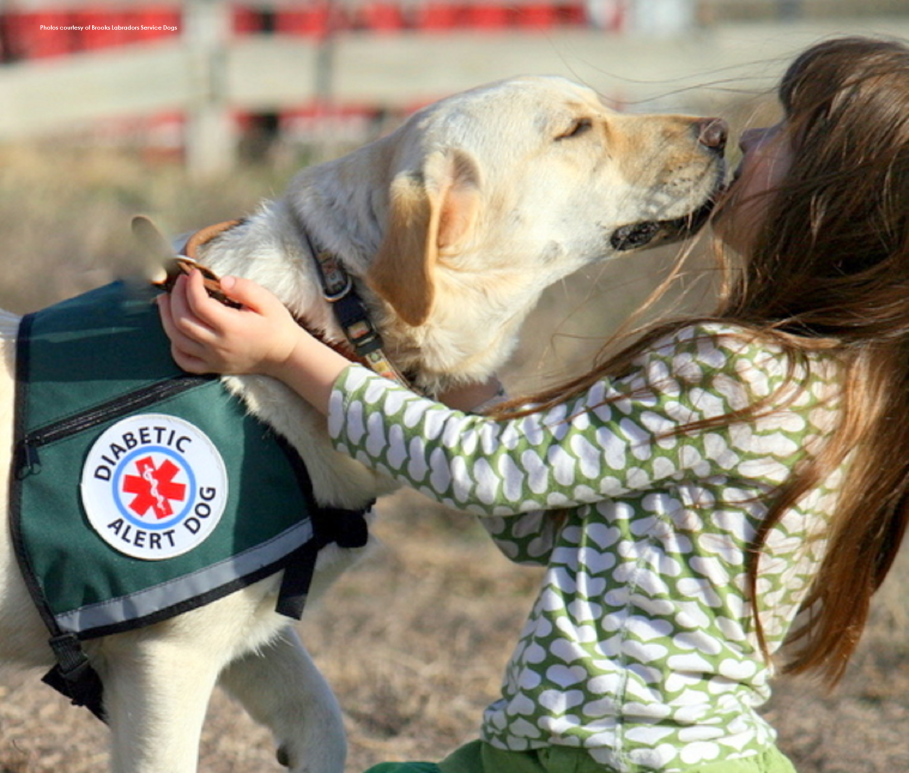 Photos courtesy of Brooks Labradors Service Dogs
DIABETIC
ALERT DOG